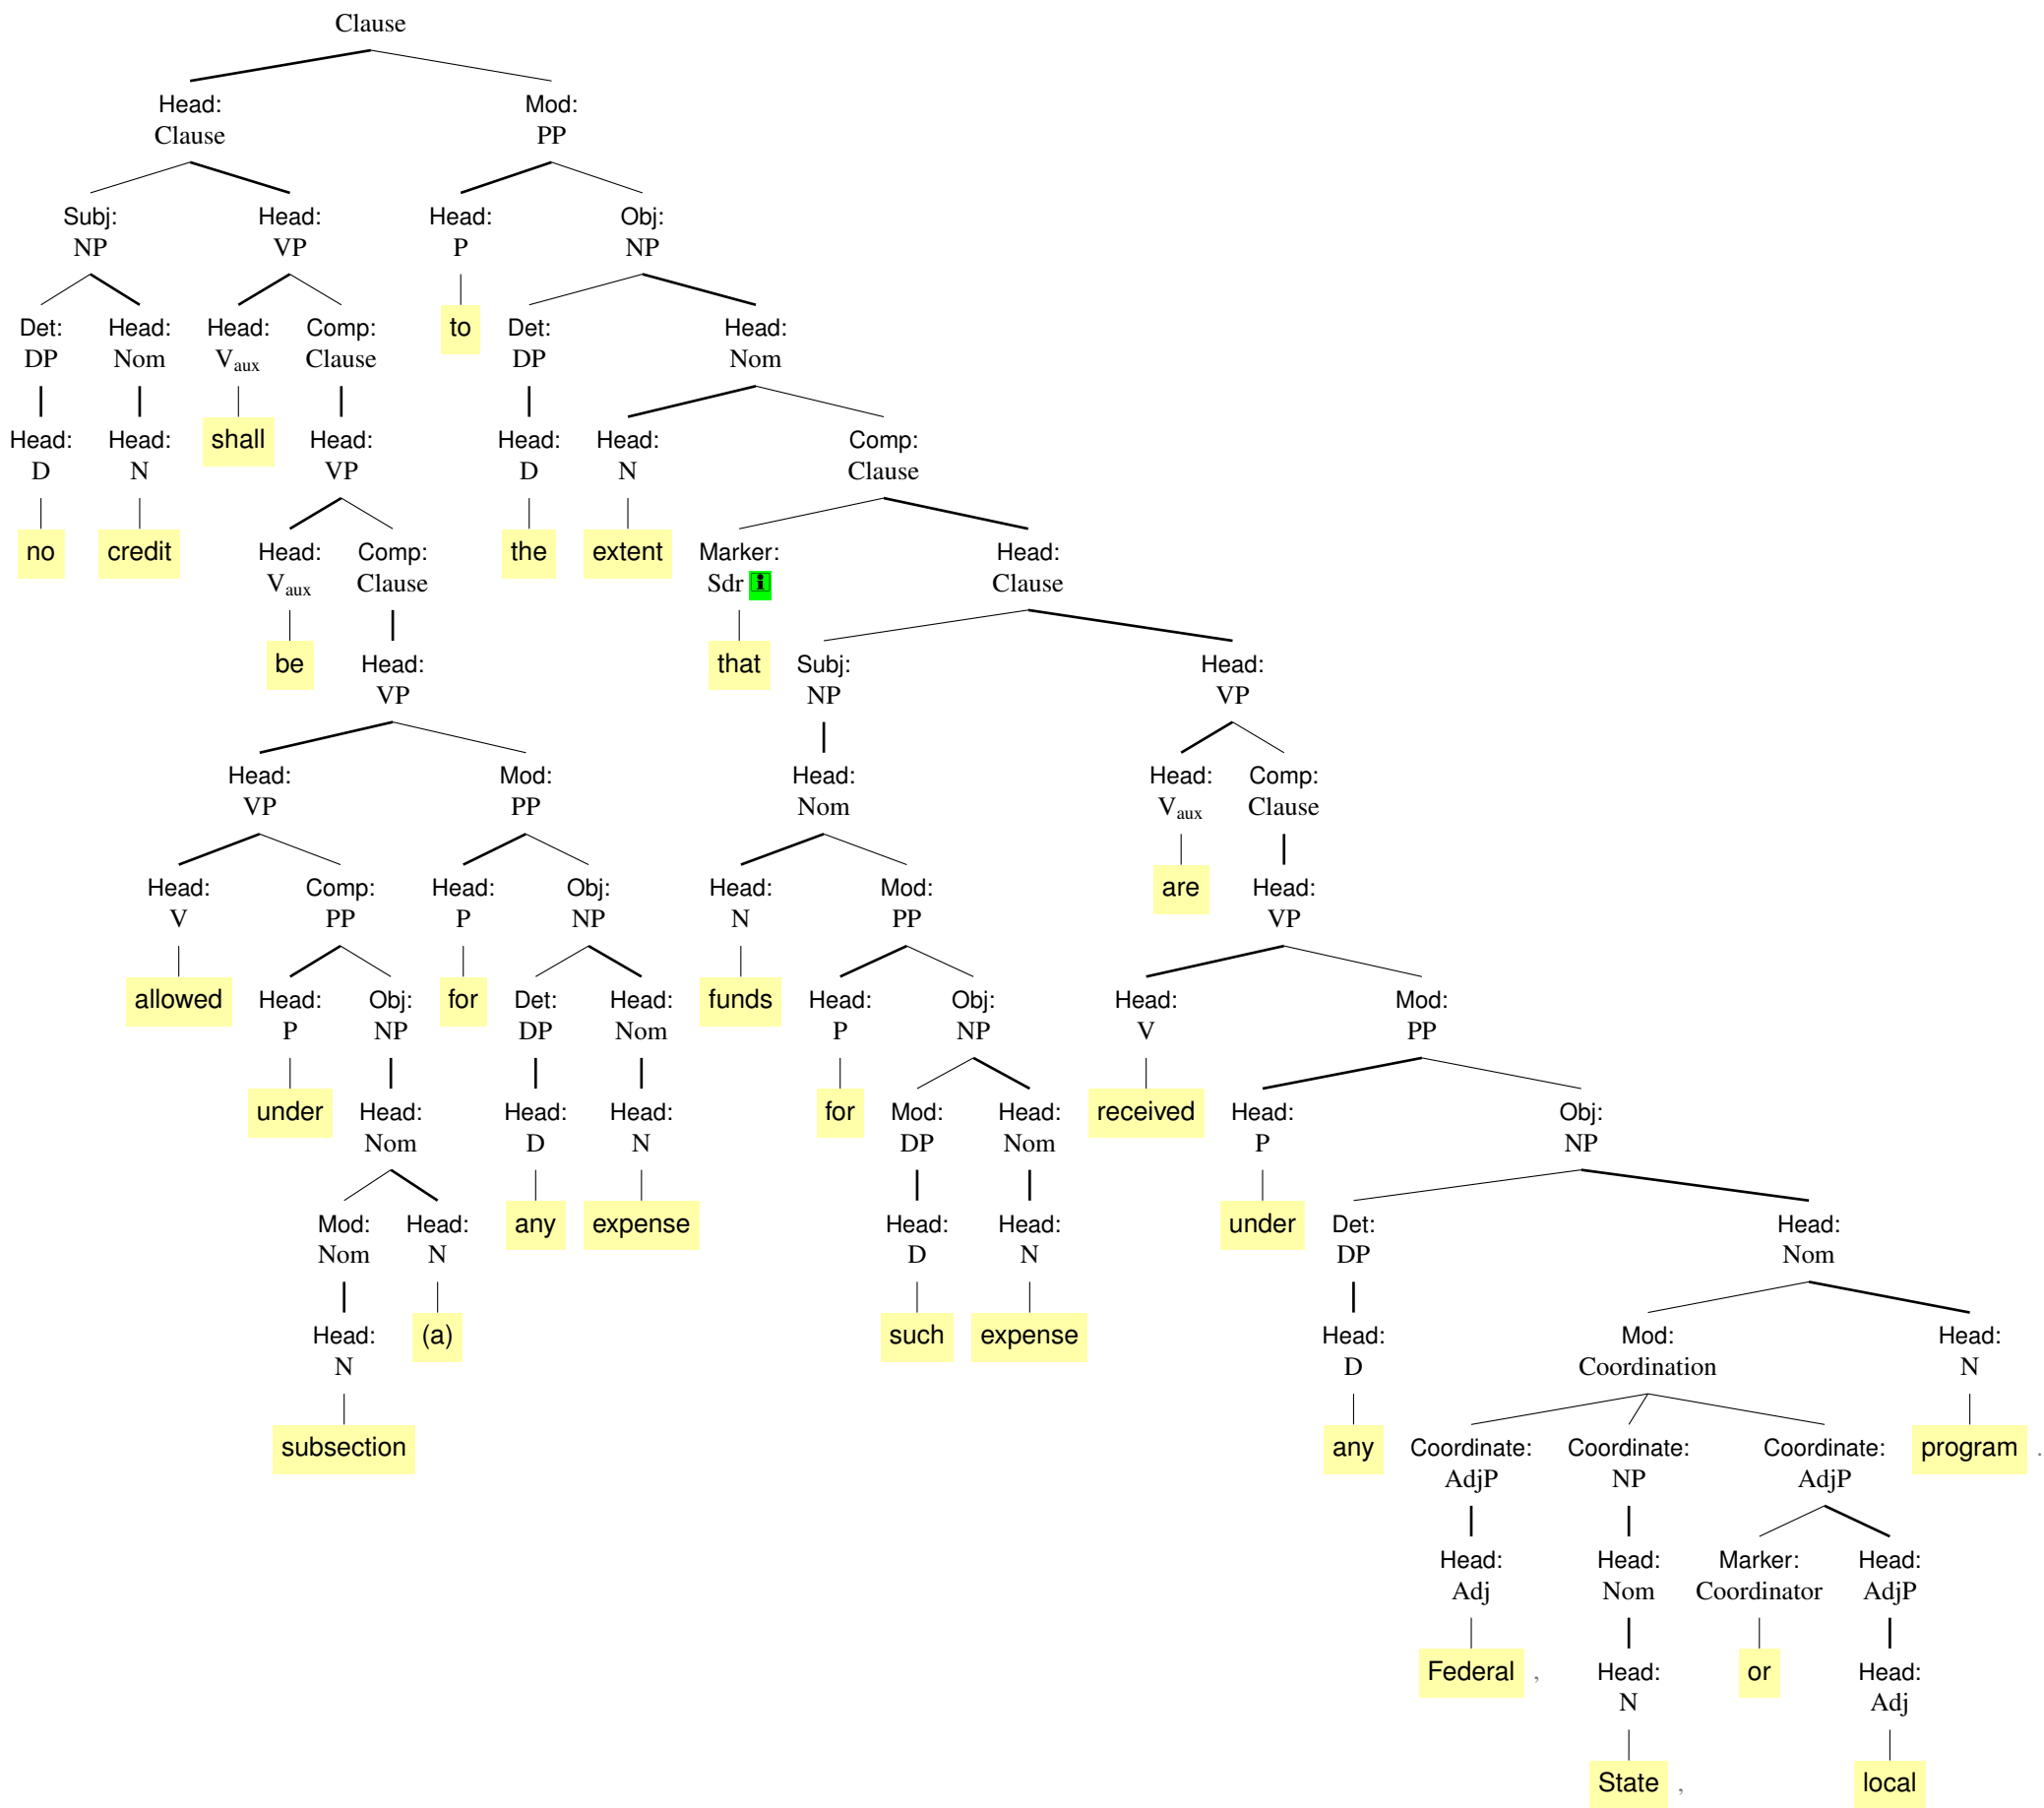 Clause
Head: Mod:
Clause PP
Subj: Head: Head: Obj:
NP VP P NP
Det: Head: Head: Comp: to Det: Head:
DP Nom Vaux Clause DP Nom
Head: Head: shall Head: Head: Head: Comp:
D N VP D N Clause
no credit Head: Comp: the extent Marker: Head:
Vaux Clause Sdr i Clause
be Head: that Subj: Head:
VP NP VP
Head: Mod: Head: Head: Comp:
VP PP Nom Vaux Clause
Head: Comp: Head: Obj: Head: Mod: are Head:
V PP P NP N PP VP
allowed Head: Obj: for Det: Head: funds Head: Obj: Head: Mod:
P NP DP Nom P NP V PP
under Head: Head: Head: for Mod: Head: received Head: Obj:
Nom D N DP Nom P NP
Mod: Head: any expense Head: Head: under Det: Head:
Nom N D N DP Nom
Head: (a) such expense Head: Mod: Head:
N D Coordination N
subsection any Coordinate: Coordinate: Coordinate: program .
AdjP NP AdjP
Head: Head: Marker: Head:
Adj Nom Coordinator AdjP
Federal , Head: or Head:
N Adj
State , local